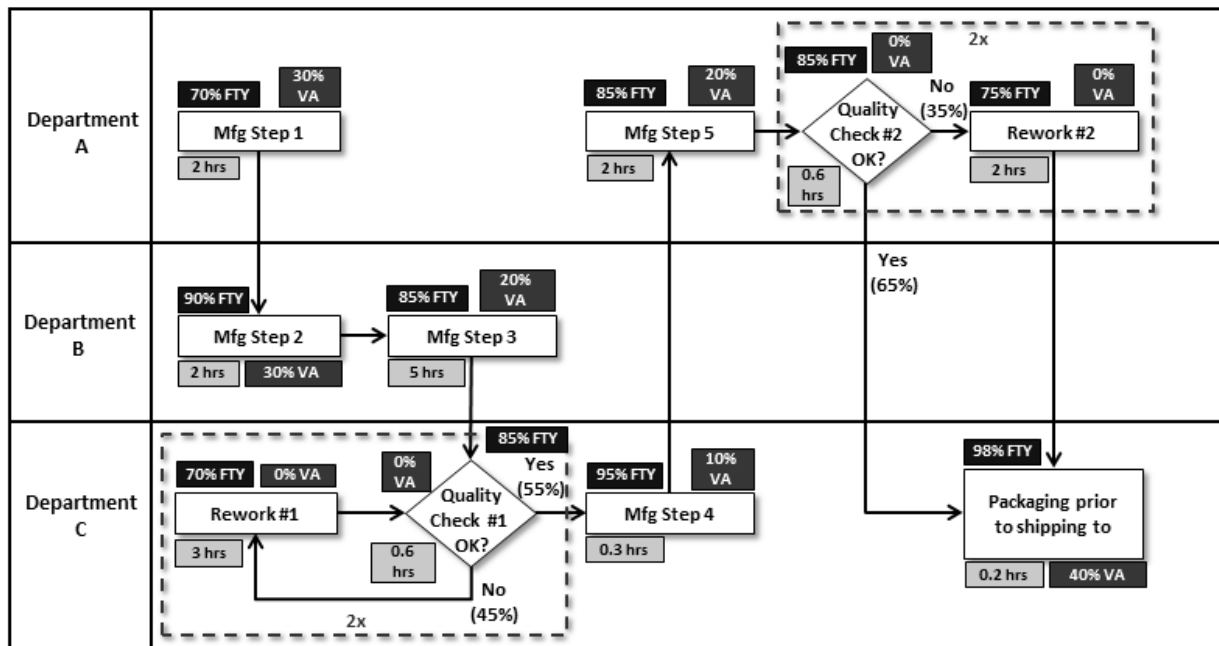 Department
A
70% FTY
30%
VA
Mfg Step 1
2 hrs
85% FTY
20%
VA
Mfg Step 5
2 hrs
2x
85% FTY
0%
VA
Quality
Check #2
OK?
0.6
hrs
No
(35%)
75% FTY
0%
VA
Rework #2
2 hrs
Yes
(65%)
Department
B
90% FTY
Mfg Step 2
2 hrs
30% VA
85% FTY
20%
VA
Mfg Step 3
5 hrs
Department
C
70% FTY
0% VA
Rework #1
3 hrs
0%
VA
85% FTY
Quality
Check #1
OK?
0.6
hrs
Yes
(55%)
No
(45%)
2x
95% FTY
10%
VA
Mfg Step 4
0.3 hrs
98% FTY
Packaging prior
to shipping to
0.2 hrs
40% VA